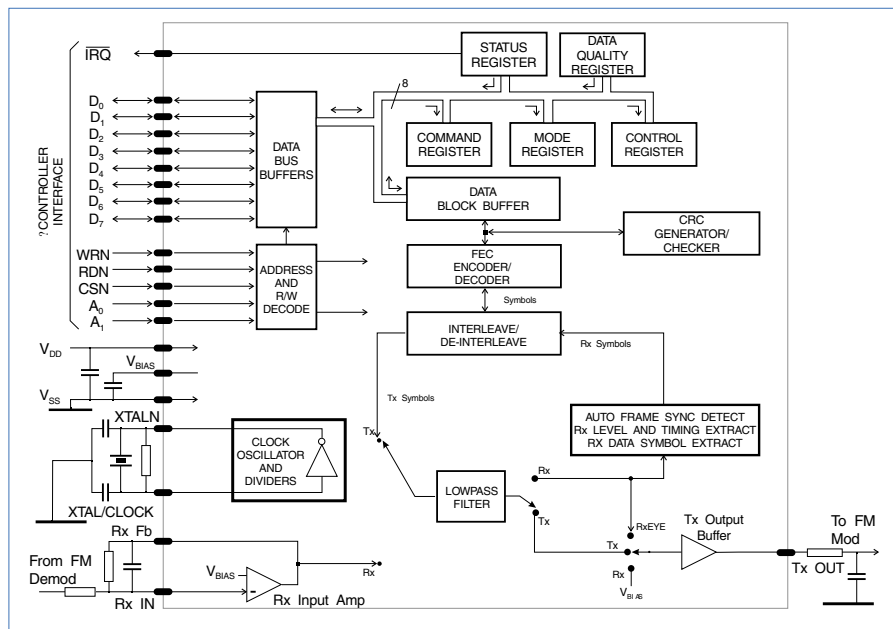 IRQ
STATUS REGISTER
DATA QUALITY REGISTER
8
D0
D1
D2
D3
D4
D5
D6
D7
?CONTROLLER INTERFACE
DATA BUS BUFFERS
COMMAND REGISTER
MODE REGISTER
CONTROL REGISTER
DATA BLOCK BUFFER
CRC GENERATOR/ CHECKER
WRN
RDN
CSN
A0
A1
ADDRESS AND R/W DECODE
FEC ENCODER/ DECODER
Symbols
INTERLEAVE/ DE-INTERLEAVE
Rx Symbols
VDD
VBIAS
VSS
Tx Symbols
XTALN
CLOCK OSCILLATOR AND DIVIDERS
XTAL/CLOCK
AUTO FRAME SYNC DETECT
Rx LEVEL AND TIMING EXTRACT
RX DATA SYMBOL EXTRACT
Tx
LOWPASS FILTER
Rx
Tx
RxEYE
Tx
Rx
VBIAS
Tx Output Buffer
To FM Mod
Tx OUT
Rx Fb
From FM Demod
VBIAS
-
Rx IN
Rx Input Amp
Rx